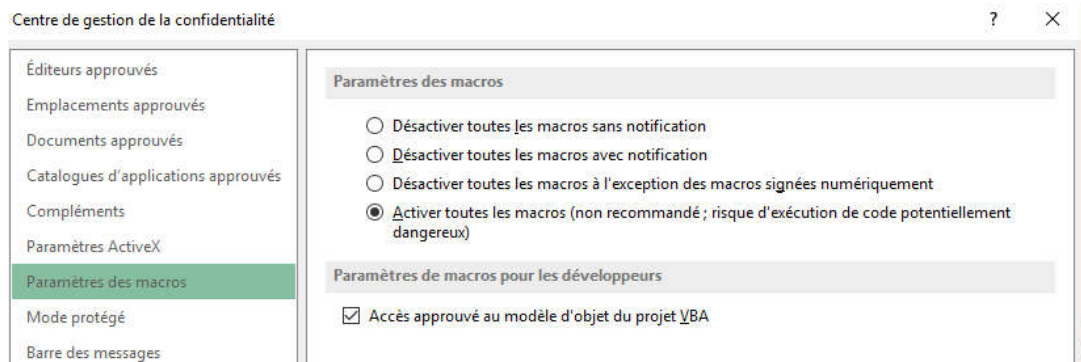 Centre de gestion de la confidentialité
?
Éditeurs approuvés
Emplacements approuvés
Documents approuvés
Catalogues d'applications approuvés
Compléments
Paramètres ActiveX
Paramètres des macros
Mode protégé
Barre des messages
Paramètres des macros
Désactiver toutes les macros sans notification
Désactiver toutes les macros avec notification
Désactiver toutes les macros à l'exception des macros signées numériquement
Activer toutes les macros (non recommandé ; risque d'exécution de code potentiellement
dangereux)
Paramètres de macros pour les développeurs
Accès approuvé au modèle d'objet du projet VBA